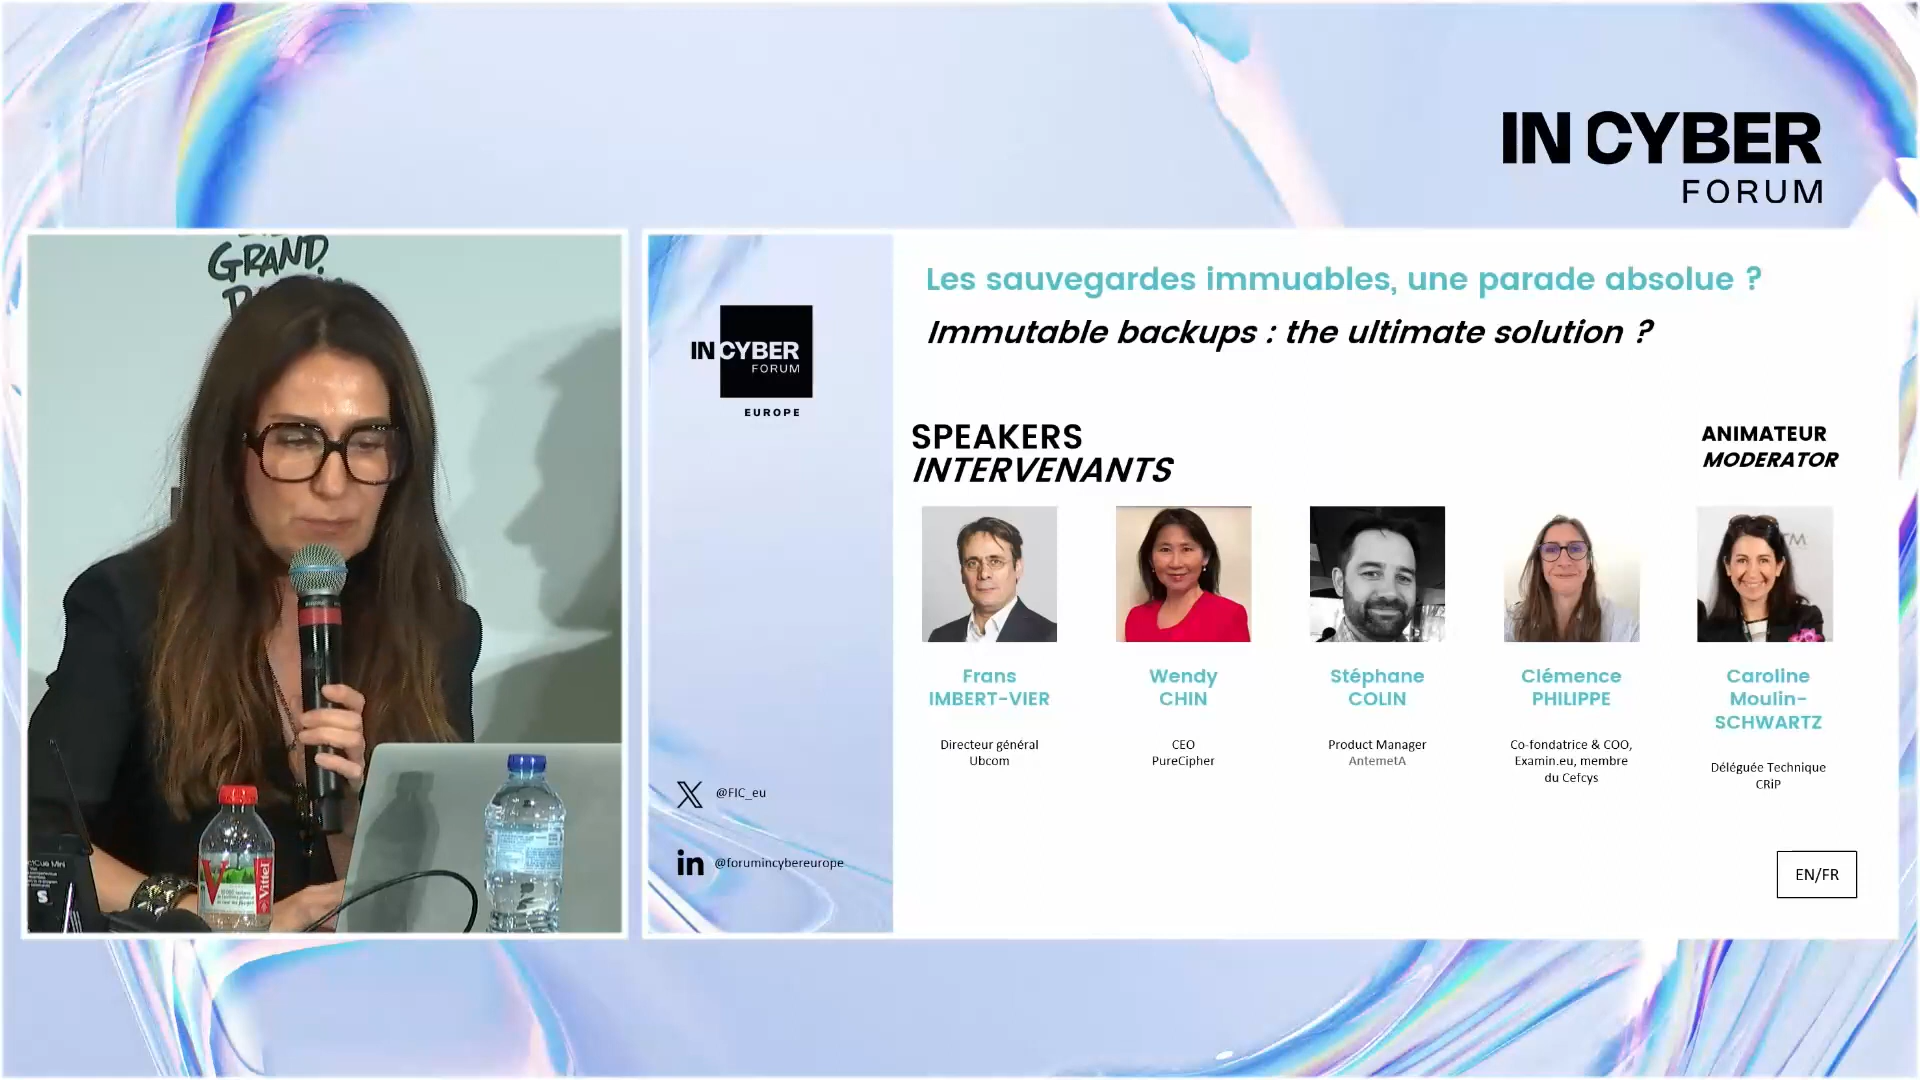 IN CYBER
FORUM
GRAND
Les sauvegardes immuables, une parade absolue ?
Immutable backups : the ultimate solution ?
IN CYBER
FORUM
EUROPE
SPEAKERS
INTERVENANTS
ANIMATEUR
MODERATOR
Frans
IMBERT-VIER
Directeur général
Ubcom
Wendy
CHIN
CEO
PureCipher
Stéphane
COLIN
Product Manager
AntemetA
Clémence
PHILIPPE
Co-fondatrice & COO,
Examin.eu, membre
du Cefcys
Caroline
Moulin-
SCHWARTZ
Déléguée Technique
CRiP
@FIC_eu
in @forumincybereurope
EN/FR
Vittel